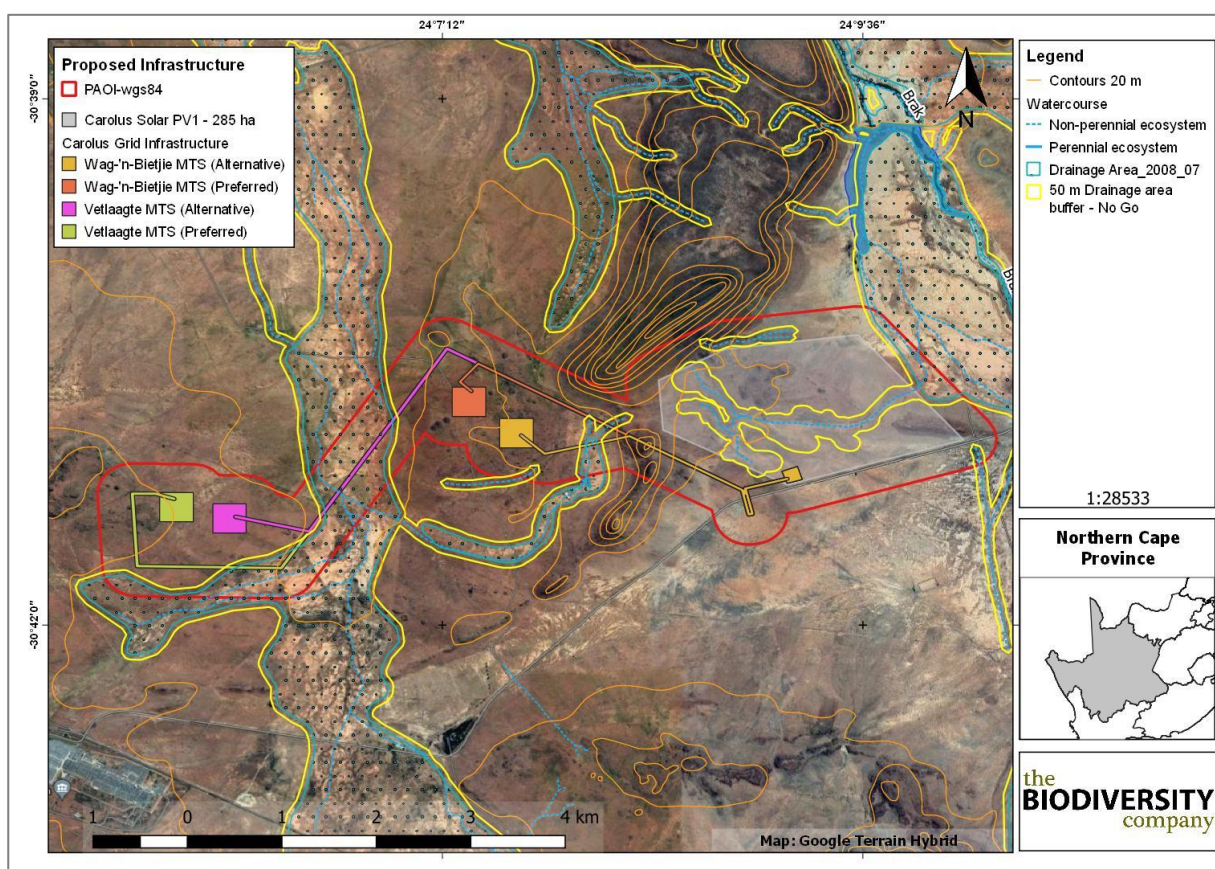 24°7'12"
24°9'36"
-30°39'0"
-30°42'0"
Proposed Infrastructure
PAOI-wgs84
Carolus Solar PV1 - 285 ha
Carolus Grid Infrastructure
Wag-'n-Bietjie MTS (Alternative)
Wag-'n-Bietjie MTS (Preferred)
Vetlaagte MTS (Alternative)
Vetlaagte MTS (Preferred)
Brak
N
1 0 1 2 3 4 km
Map: Google Terrain Hybrid
Legend
Contours 20 m
Watercourse
Non-perennial ecosystem
Perennial ecosystem
Drainage Area_2008_07
50 m Drainage area
buffer - No Go
1:28533
Northern Cape
Province
the
BIODIVERSITY
company